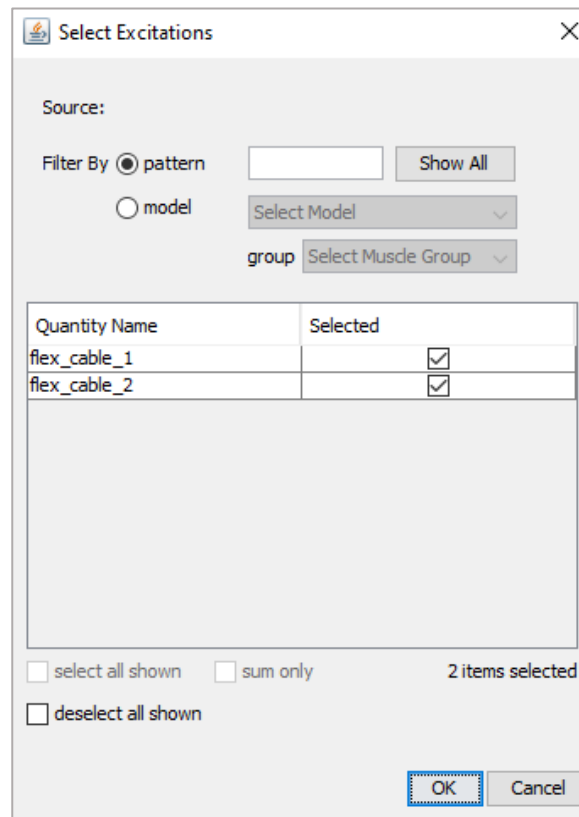 Select Excitations
Source:
Filter By pattern Show All
model Select Model
group Select Muscle Group
Quantity Name Selected
flex_cable_1
flex_cable_2
select all shown sum only 2 items selected
deselect all shown
OK Cancel